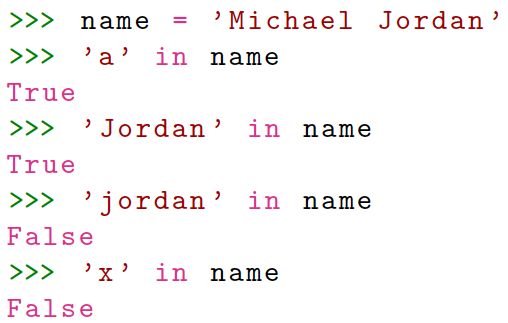 >>> name = ’Michael Jordan’
>>> ’a’ in name
True
>>> ’Jordan’ in name
True
>>> ’jordan’ in name
False
>>> ’x’ in name
False